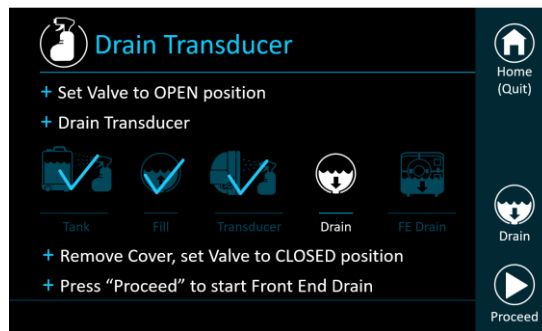 Drain Transducer
+ Set Valve to OPEN position
+ Drain Transducer
Tank Fill Transducer Drain FE Drain
+ Remove Cover, set Valve to CLOSED position
+ Press “Proceed” to start Front End Drain
Home
(Quit)
Drain
Proceed